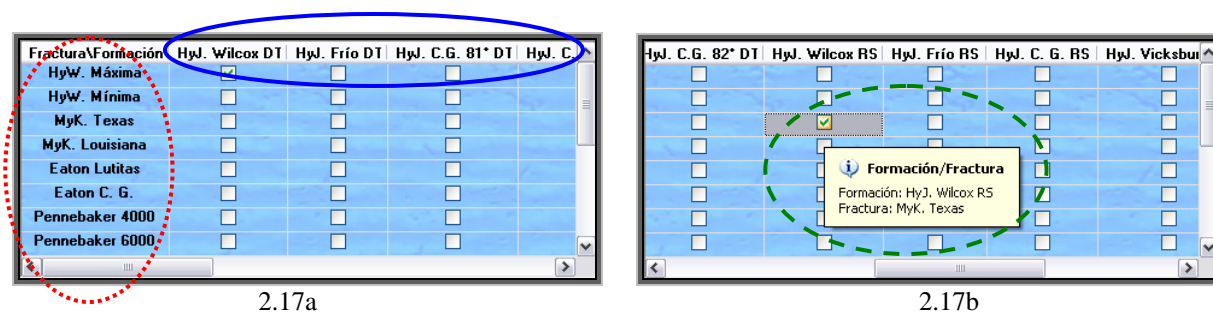 Fractura\Formación HyJ. Wilcox DT HyJ. Frío DT HyJ. C.G. 81° DT HyJ. C.
HyW. Máxima
HyW. Mínima
MyK. Texas
MyK. Louisiana
Eaton Lutitas
Eaton C. G.
Pennebaker 4000
Pennebaker 6000
2.17a
HyJ. C.G. 82° DT HyJ. Wilcox RS HyJ. Frío RS HyJ. C. G. RS HyJ. Vicksbu
Formación/Fractura
Formación: HyJ. Wilcox RS
Fractura: MyK. Texas
2.17b